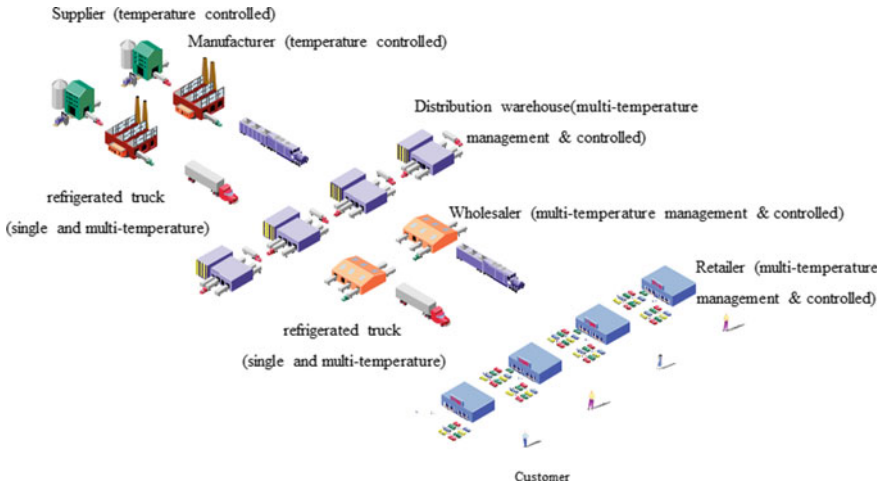 Supplier (temperature controlled)
Manufacturer (temperature controlled)
Distribution warehouse(multi-temperature
management & controlled)
refrigerated truck
(single and multi-temperature)
Wholesaler (multi-temperature management & controlled)
Retailer (multi-temperature
management & controlled)
refrigerated truck
(single and multi-temperature)
Customer